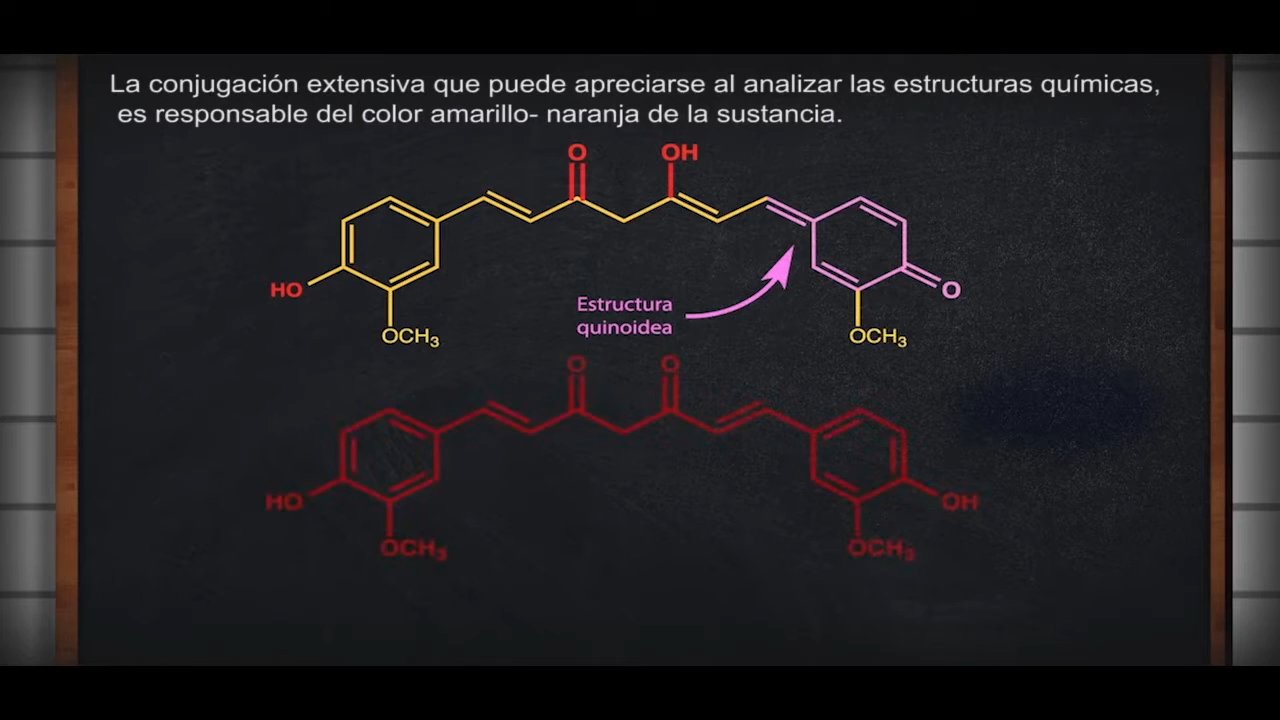 La conjugación extensiva que puede apreciarse al analizar las estructuras químicas,
es responsable del color amarillo- naranja de la sustancia.
O OH
HO O
Estructura
quinoidea
OCH₃ OCH₃
O O
HO OH
OCH₃ OCH₃